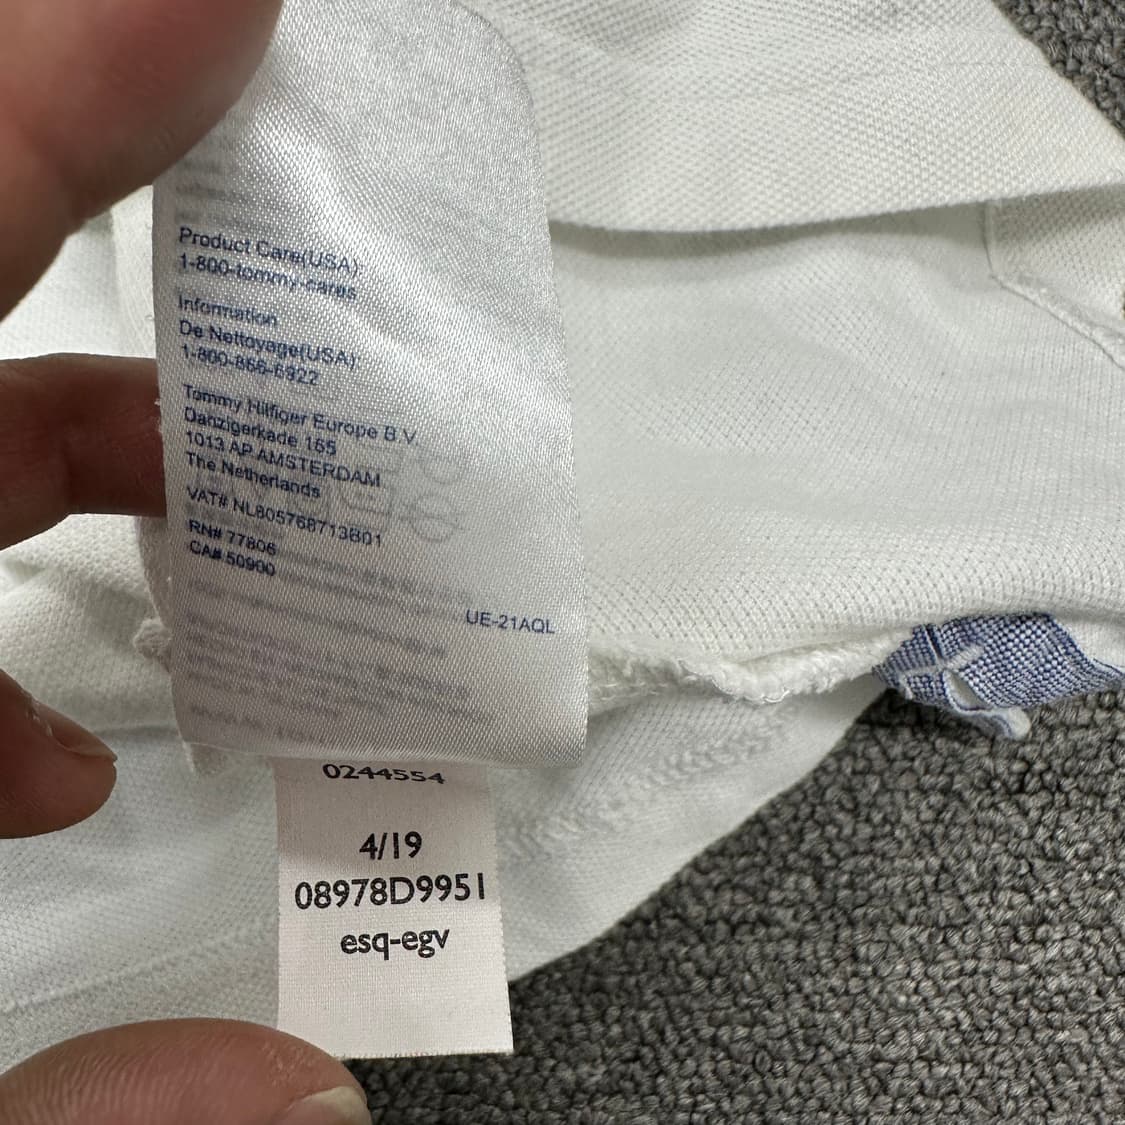 Product Care(USA):
1-800-tommy-cares
Information
De Nettoyage(USA):
1-800-866-6922
Tommy Hilfiger Europe B.V.
Danzigerkade 165
1013 AP AMSTERDAM
The Netherlands
VAT# NL805768713B01
RN# 77806
CA# 50900
UE-21AQL
0244554
4/19
08978D9951
esq-egv